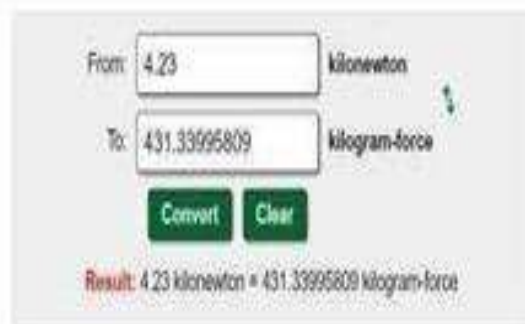 From: 4.23 kilonewton
To: 431.33995809 kilogram-force
Convert Clear
Result: 4.23 kilonewton = 431.33995809 kilogram-force